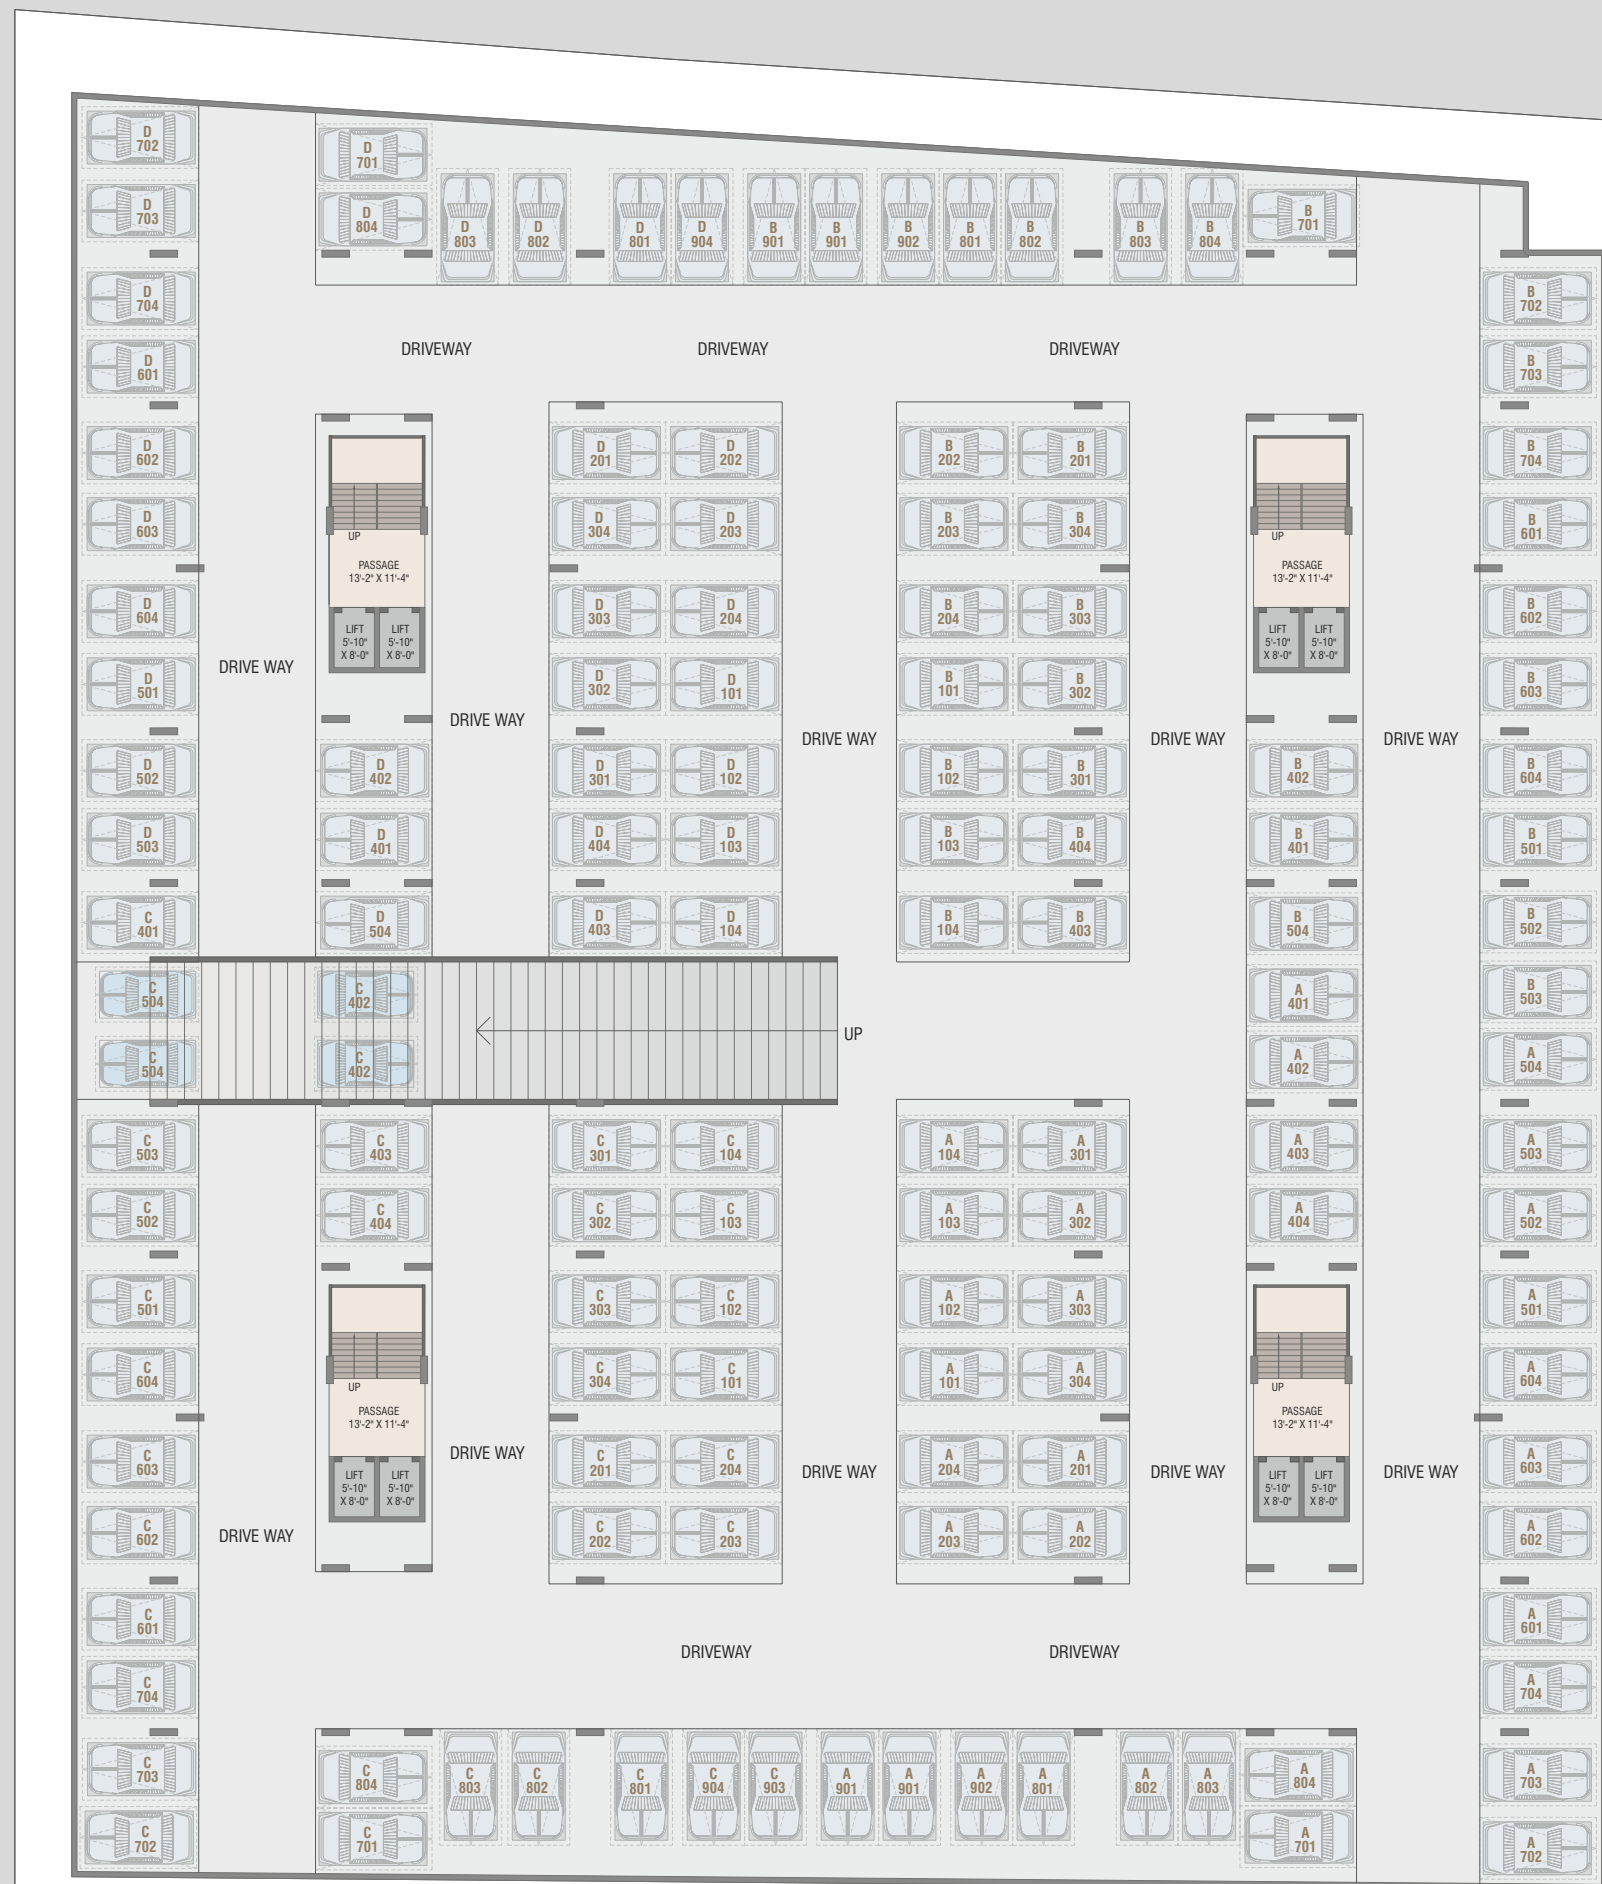 D
702
D
701
D
703
D
804
D
803
D
802
D
801
D
904
B
901
B
901
B
902
B
801
B
802
B
803
B
804
B
701
D
704
B
702
DRIVEWAY
DRIVEWAY
DRIVEWAY
D
601
B
703
D
602
D
201
D
202
B
202
B
201
B
704
D
603
D
304
D
203
B
203
B
304
B
601
UP
PASSAGE
13'-2" X 11'-4"
UP
PASSAGE
13'-2" X 11'-4"
D
604
D
303
D
204
B
204
B
303
B
602
LIFT
5'-10"
X 8'-0"
LIFT
5'-10"
X 8'-0"
LIFT
5'-10"
X 8'-0"
LIFT
5'-10"
X 8'-0"
DRIVE WAY
D
501
D
302
D
101
B
101
B
302
B
603
DRIVE WAY
DRIVE WAY
DRIVE WAY
DRIVE WAY
D
502
D
402
D
301
D
102
B
102
B
301
B
402
B
604
D
503
D
401
D
404
D
103
B
103
B
404
B
401
B
501
C
401
D
504
D
403
D
104
B
104
B
403
B
504
B
502
C
504
C
402
A
401
B
503
UP
C
504
C
402
A
402
A
504
C
503
C
403
C
301
C
104
A
104
A
301
A
403
A
503
C
502
C
404
C
302
C
103
A
103
A
302
A
404
A
502
C
501
C
303
C
102
A
102
A
303
A
501
C
604
C
304
C
101
A
101
A
304
A
604
UP
PASSAGE
13'-2" X 11'-4"
UP
PASSAGE
13'-2" X 11'-4"
DRIVE WAY
C
603
C
201
C
204
A
204
A
201
A
603
DRIVE WAY
DRIVE WAY
DRIVE WAY
LIFT
5'-10"
X 8'-0"
LIFT
5'-10"
X 8'-0"
LIFT
5'-10"
X 8'-0"
LIFT
5'-10"
X 8'-0"
C
602
DRIVE WAY
C
202
C
203
A
203
A
202
A
602
C
601
A
601
DRIVEWAY
DRIVEWAY
C
704
A
704
C
703
C
804
C
803
C
802
C
801
C
904
C
903
A
901
A
901
A
902
A
801
A
802
A
803
A
804
A
703
C
702
C
701
A
701
A
702